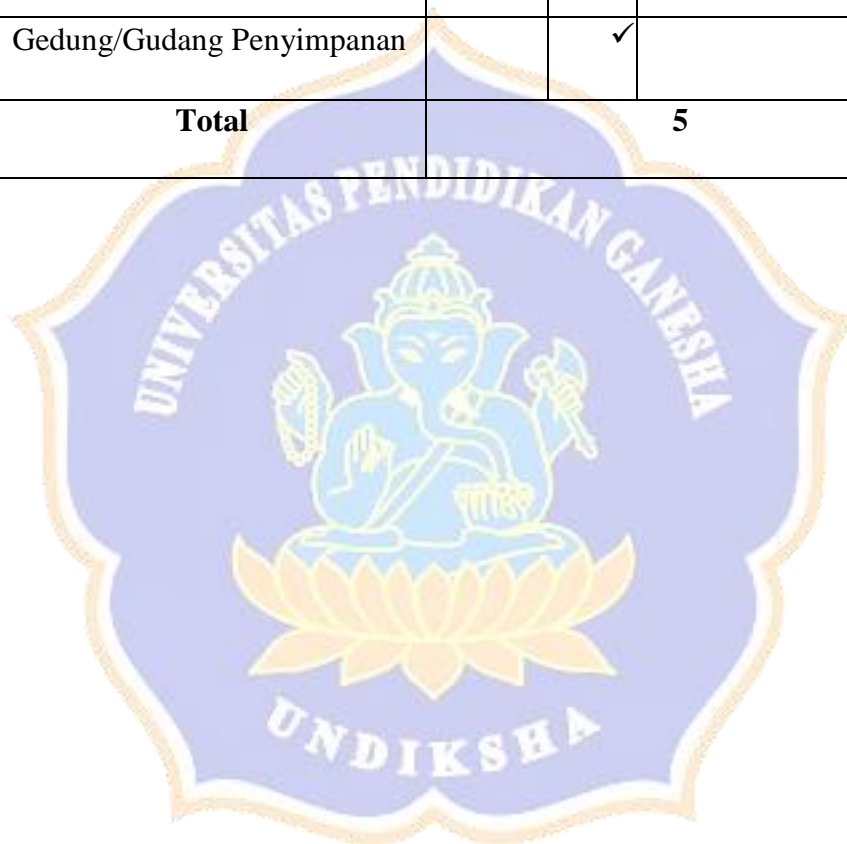 Gedung/Gudang Penyimpanan ✓
Total 5
UNIVERSITAS PENDIDIKAN GANESHA
UNDIKSHA